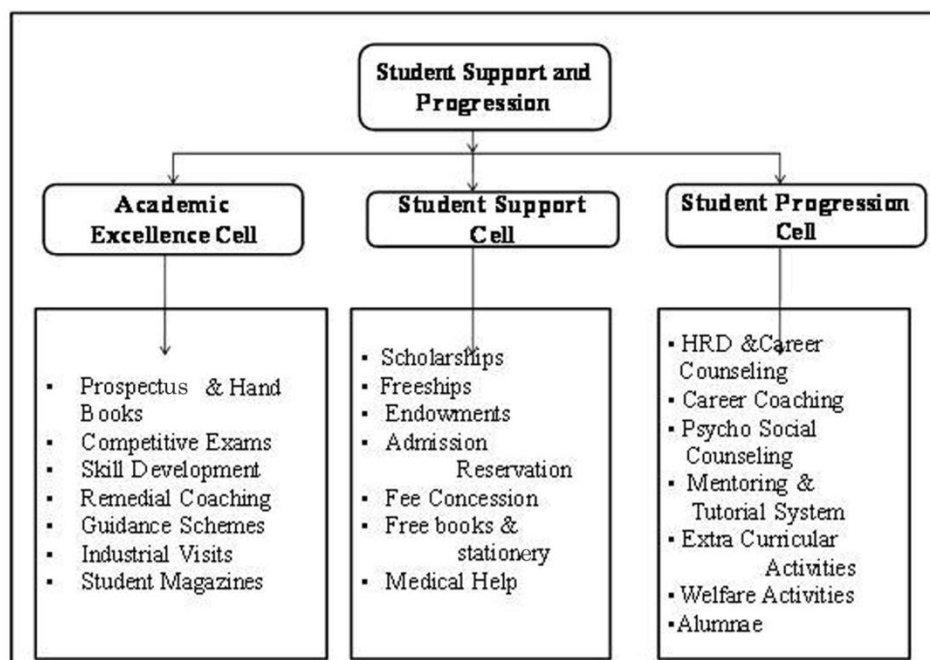 Student Support and
Progression
Academic
Excellence Cell
▪ Prospectus & Hand
Books
▪ Competitive Exams
▪ Skill Development
▪ Remedial Coaching
▪ Guidance Schemes
▪ Industrial Visits
▪ Student Magazines
Student Support
Cell
▪ Scholarships
▪ Freeships
▪ Endowments
▪ Admission
Reservation
▪ Fee Concession
▪ Free books &
stationery
▪ Medical Help
Student Progression
Cell
▪ HRD &Career
Counseling
▪ Career Coaching
▪ Psycho Social
Counseling
▪ Mentoring &
Tutorial System
▪ Extra Curricular
Activities
▪ Welfare Activities
▪ Alumnae